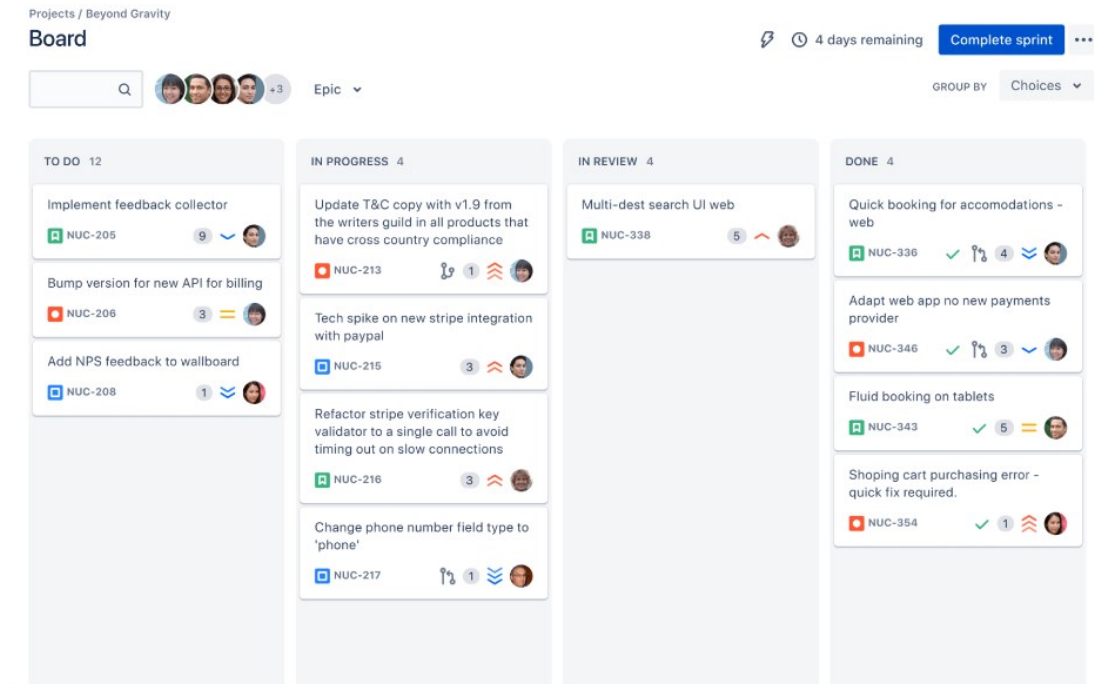 Projects / Beyond Gravity
Board
4 days remaining
Complete sprint
+3
Epic
GROUP BY
Choices
TO DO 12
Implement feedback collector
NUC-205
9
Bump version for new API for billing
NUC-206
3
Add NPS feedback to wallboard
NUC-208
1
IN PROGRESS 4
Update T&C copy with v1.9 from
the writers guild in all products that
have cross country compliance
NUC-213
1
Tech spike on new stripe integration
with paypal
NUC-215
3
Refactor stripe verification key
validator to a single call to avoid
timing out on slow connections
NUC-216
3
Change phone number field type to
'phone'
NUC-217
1
IN REVIEW 4
Multi-dest search UI web
NUC-338
5
DONE 4
Quick booking for accomodations -
web
NUC-336
4
Adapt web app no new payments
provider
NUC-346
3
Fluid booking on tablets
NUC-343
5
Shoping cart purchasing error -
quick fix required.
NUC-354
1